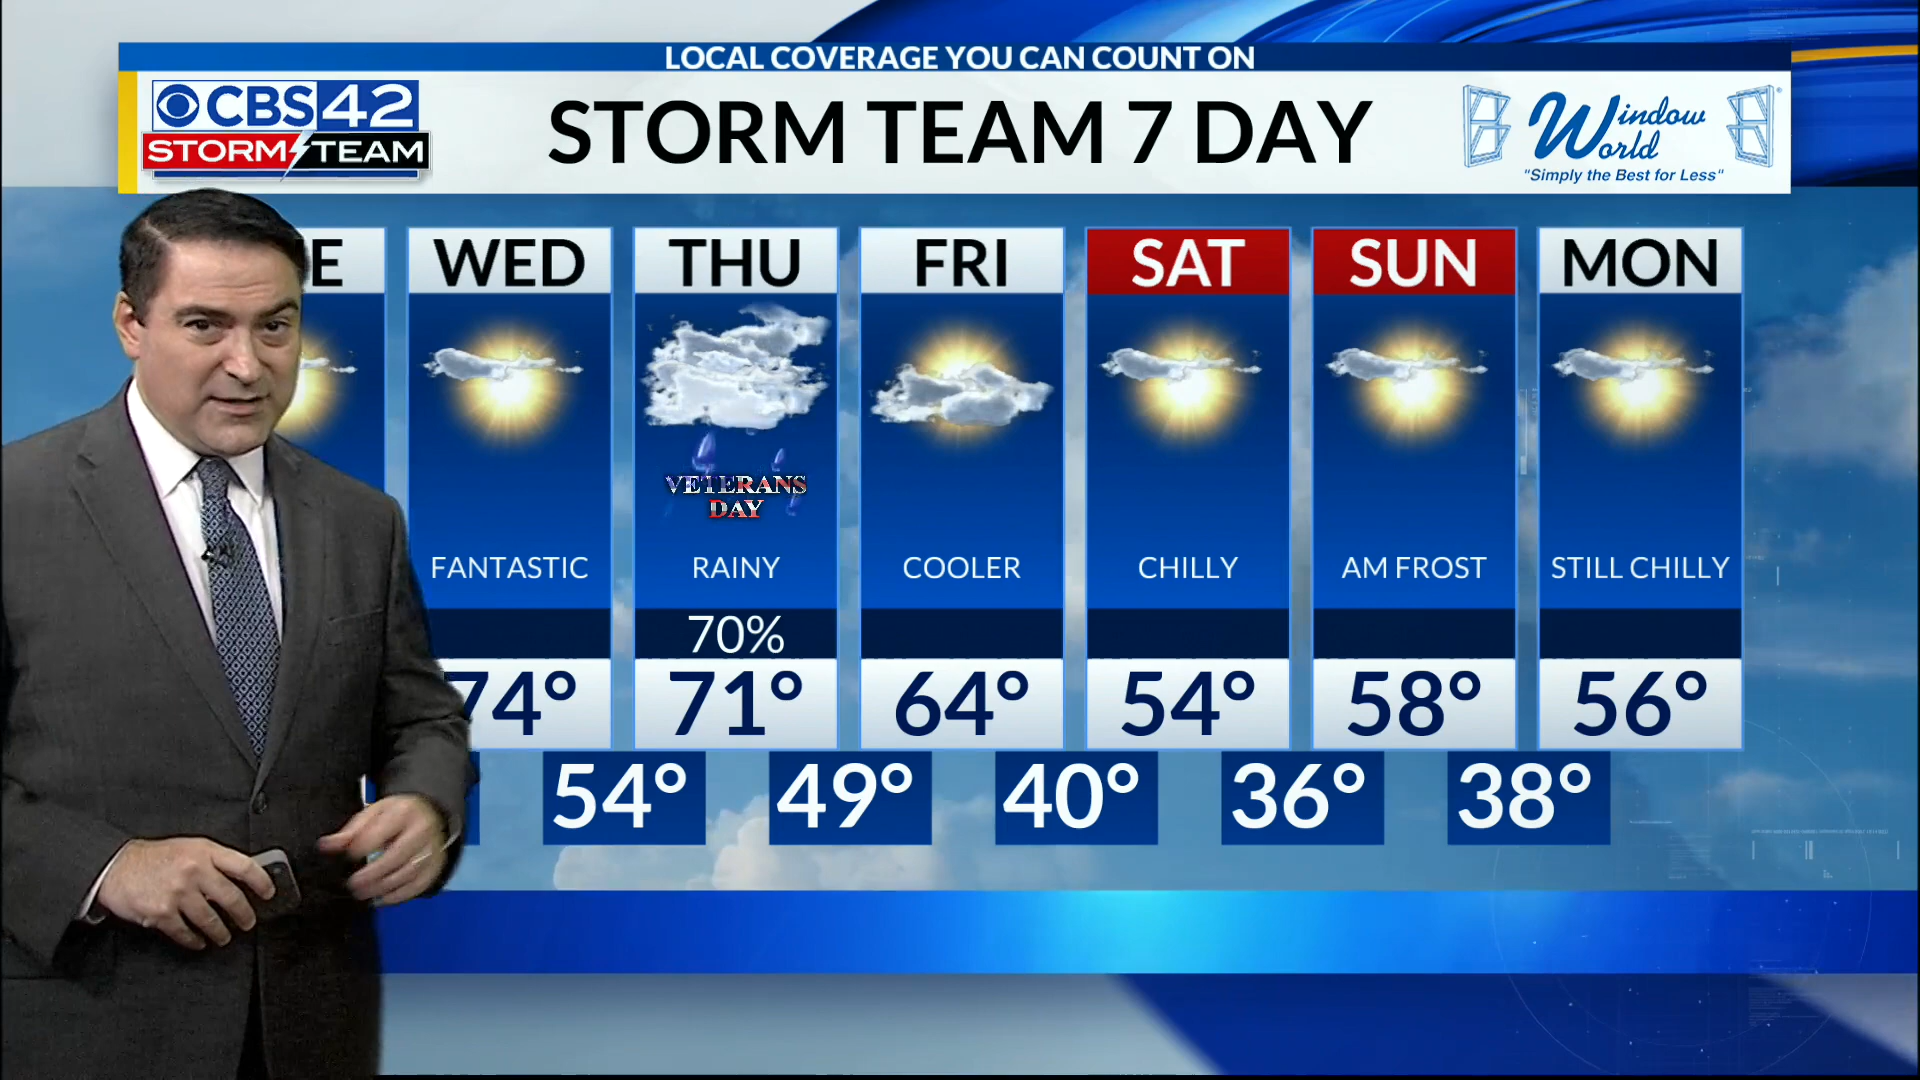 LOCAL COVERAGE YOU CAN COUNT ON
CBS 42
STORM TEAM
STORM TEAM 7 DAY
Window World
"Simply the Best for Less"
E WED THU FRI SAT SUN MON
VETERANS
DAY
FANTASTIC RAINY COOLER CHILLY AM FROST STILL CHILLY
70%
74° 71° 64° 54° 58° 56°
54° 49° 40° 36° 38°